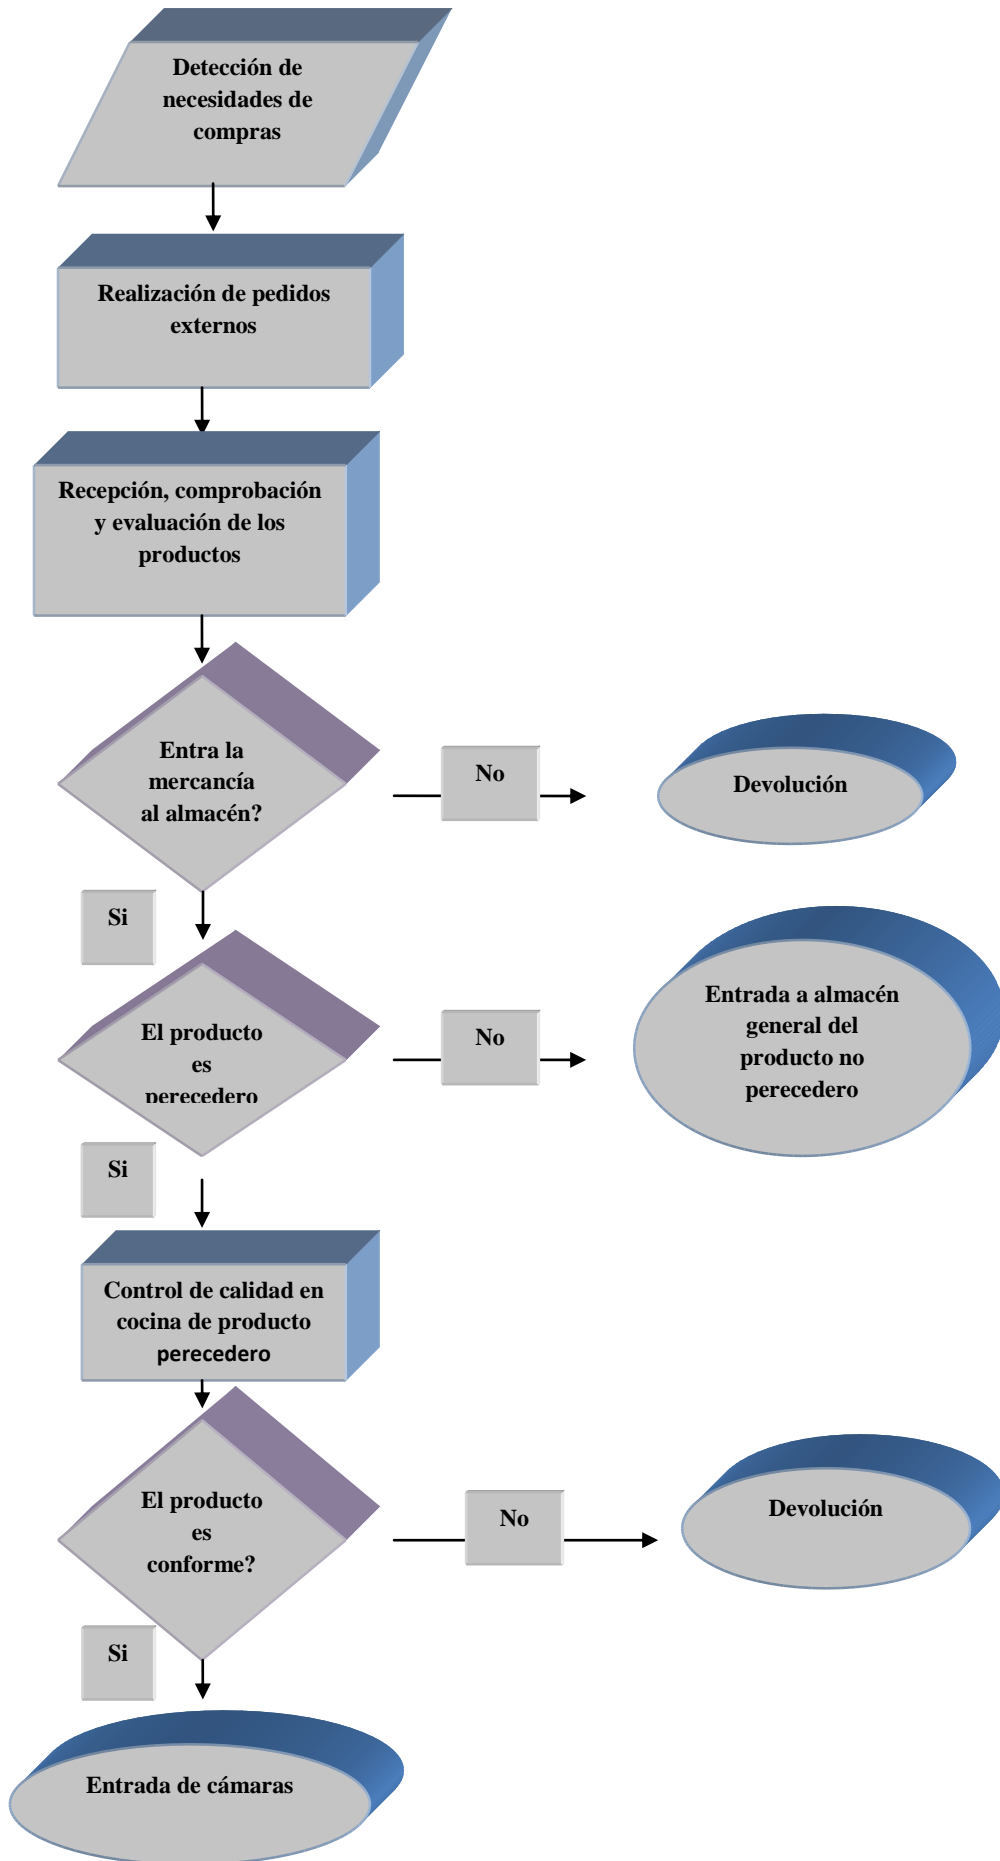 Detección de
necesidades de
compras
Realización de pedidos
externos
Recepción, comprobación
y evaluación de los
productos
Entra la
mercancía
al almacén?
No
Devolución
Si
El producto
es
perecedero
No
Entrada a almacén
general del
producto no
perecedero
Si
Control de calidad en
cocina de producto
perecedero
El producto
es
conforme?
No
Devolución
Si
Entrada de cámaras